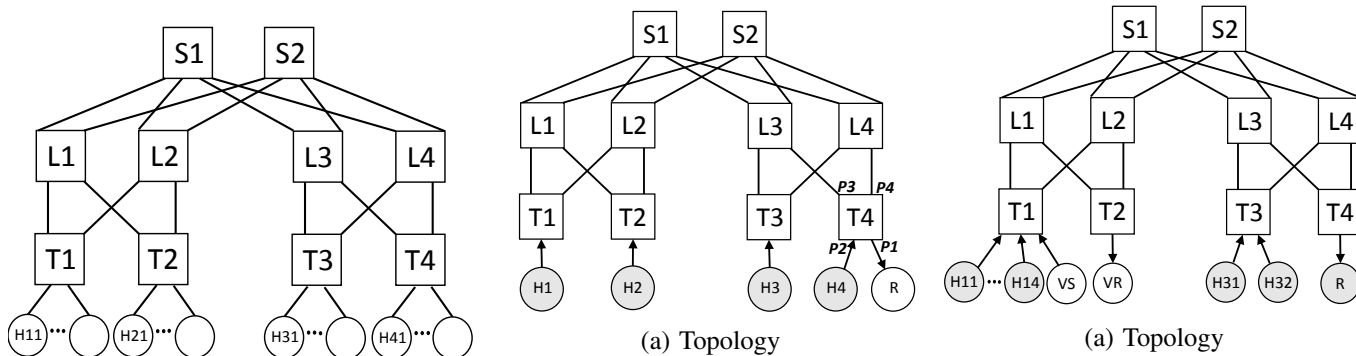 S1 S2
L1 L2 L3 L4
T1 T2 T3 T4
H11 ••• H21 ••• H31 ••• H41 •••
S1 S2
L1 L2 L3 L4
P3 P4
T1 T2 T3 T4
P2 P1
H1 H2 H3 H4 R
(a) Topology
S1 S2
L1 L2 L3 L4
T1 T2 T3 T4
H11 ••• H14 VS VR H31 H32 R
(a) Topology